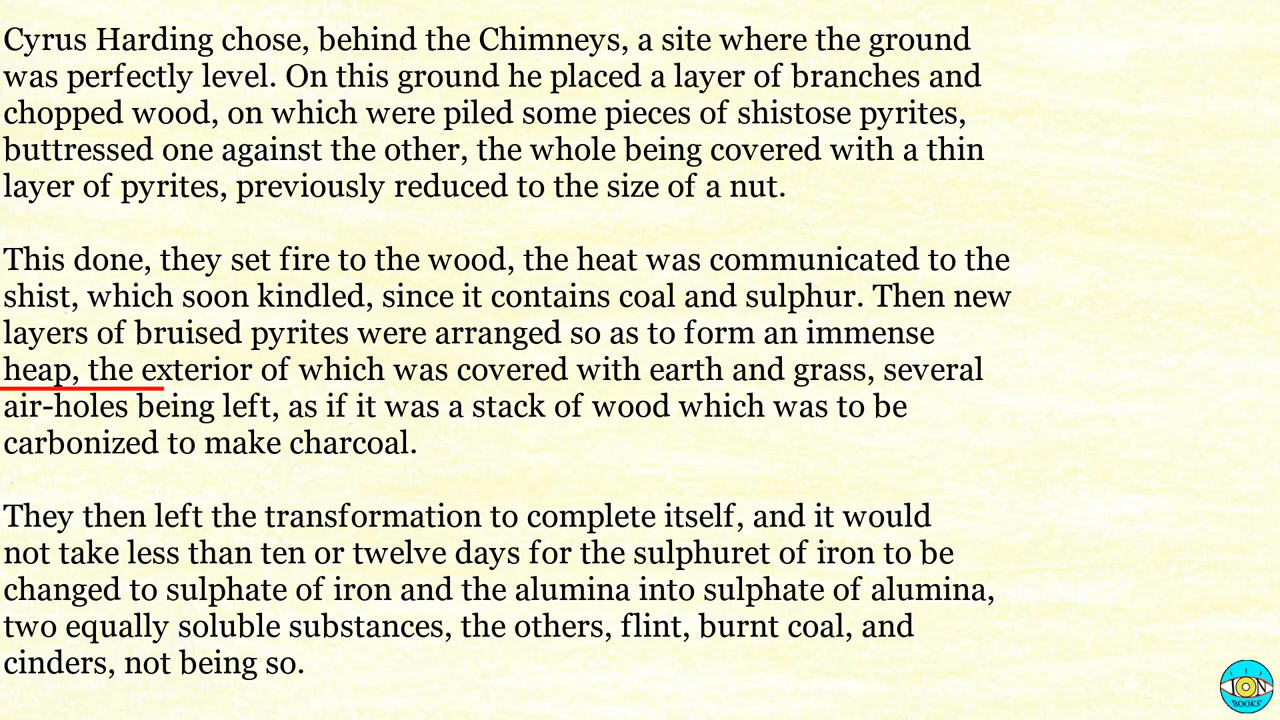 Cyrus Harding chose, behind the Chimneys, a site where the ground
was perfectly level. On this ground he placed a layer of branches and
chopped wood, on which were piled some pieces of shistose pyrites,
buttressed one against the other, the whole being covered with a thin
layer of pyrites, previously reduced to the size of a nut.
This done, they set fire to the wood, the heat was communicated to the
shist, which soon kindled, since it contains coal and sulphur. Then new
layers of bruised pyrites were arranged so as to form an immense
heap, the exterior of which was covered with earth and grass, several
air-holes being left, as if it was a stack of wood which was to be
carbonized to make charcoal.
They then left the transformation to complete itself, and it would
not take less than ten or twelve days for the sulphuret of iron to be
changed to sulphate of iron and the alumina into sulphate of alumina,
two equally soluble substances, the others, flint, burnt coal, and
cinders, not being so.
ION
BOOKS